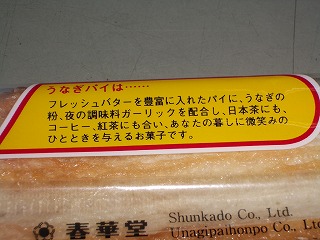 うなぎパイは……
フレッシュバターを豊富に入れたパイに、うなぎの
粉、夜の調味料ガーリックを配合し、日本茶にも、
コーヒー、紅茶にも合い、あなたの暮しに微笑みの
ひとときを与えるお菓子です。
春華堂
Shunkado Co., Ltd.
Unagipaihonpo Co., Ltd